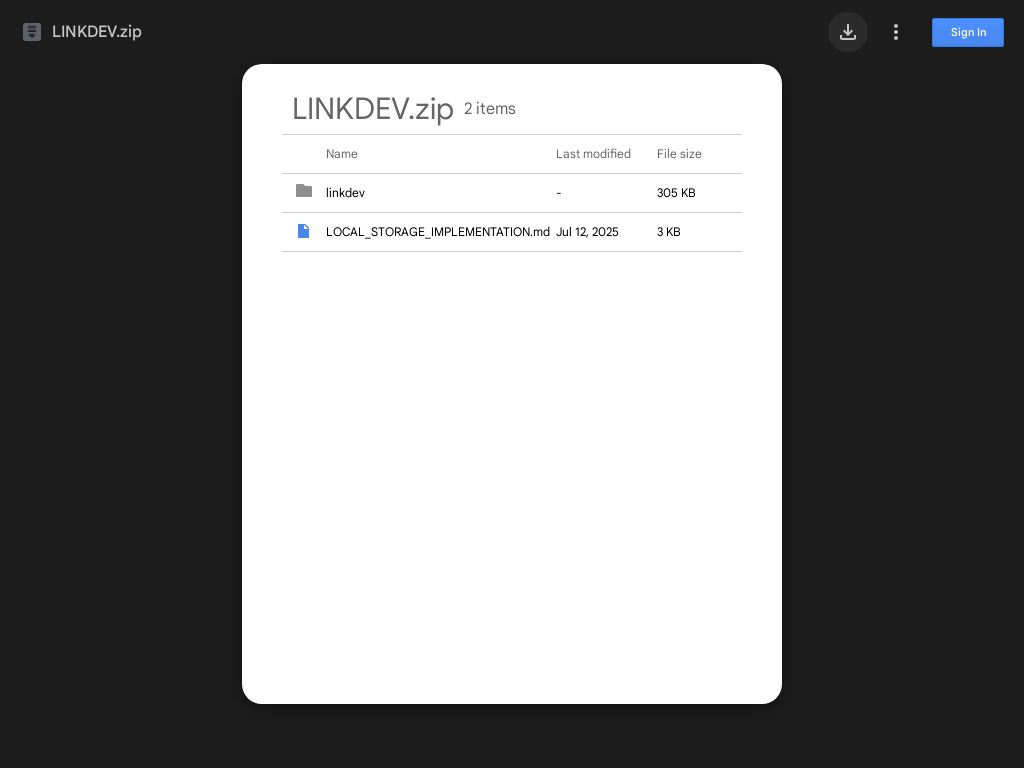 LINKDEV.zip
Sign In
LINKDEV.zip 2 items
Name Last modified File size
linkdev - 305 KB
LOCAL_STORAGE_IMPLEMENTATION.md Jul 12, 2025 3 KB